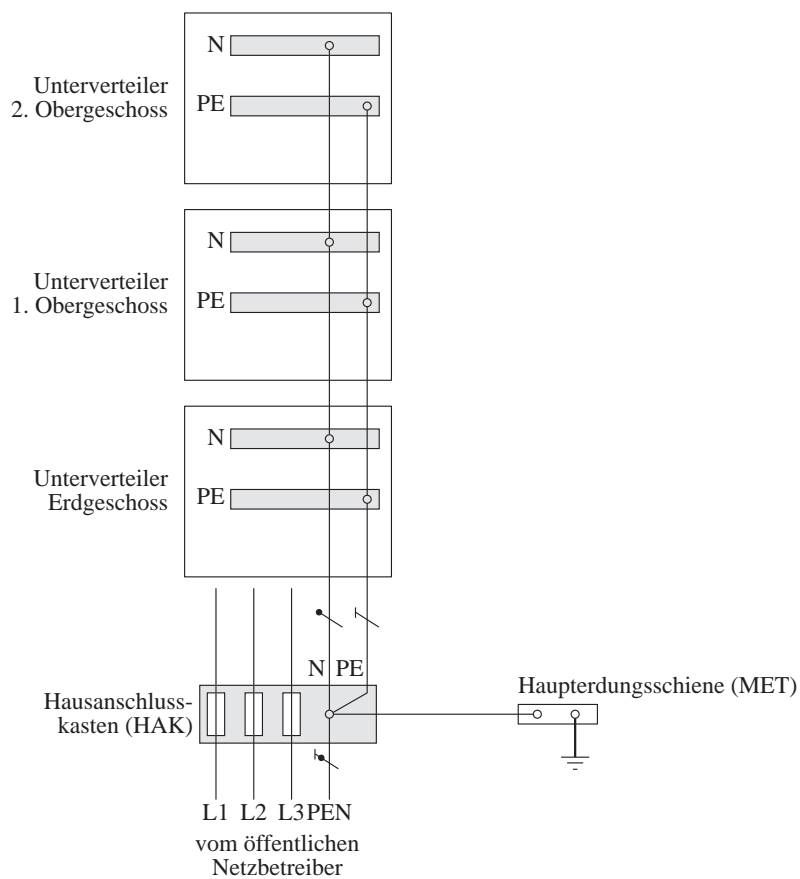 N
Unterverteiler
2. Obergeschoss
PE
N
Unterverteiler
1. Obergeschoss
PE
N
Unterverteiler
Erdgeschoss
PE
N PE
Hausanschluss-
kasten (HAK)
Haupterdungsschiene (MET)
L1 L2 L3 PEN
vom öffentlichen
Netzbetreiber